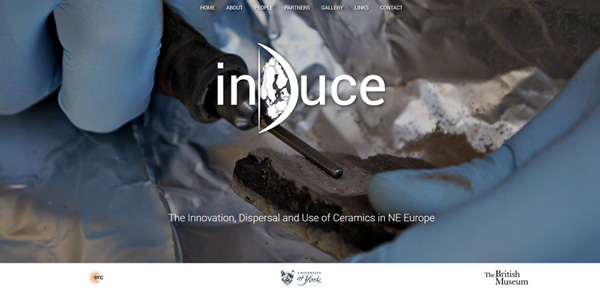 HOME ABOUT PEOPLE PARTNERS GALLERY LINKS CONTACT
inDuce
The Innovation, Dispersal and Use of Ceramics in NE Europe
erc
UNIVERSITY
of York
The British
Museum